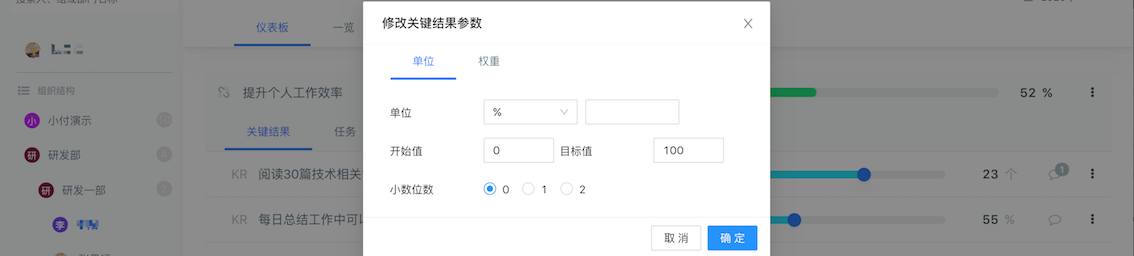 修改关键结果参数
仪表板 一览
单位 权重
组织结构
提升个人工作效率 52 %
单位 %
小付演示
关键结果 任务
开始值 0 目标值 100
研 研发部
KR 阅读30篇技术相关 23 个 1
小数位数 0 1 2
研 研发一部
KR 每日总结工作中可以 55 %
李
取 消 确 定